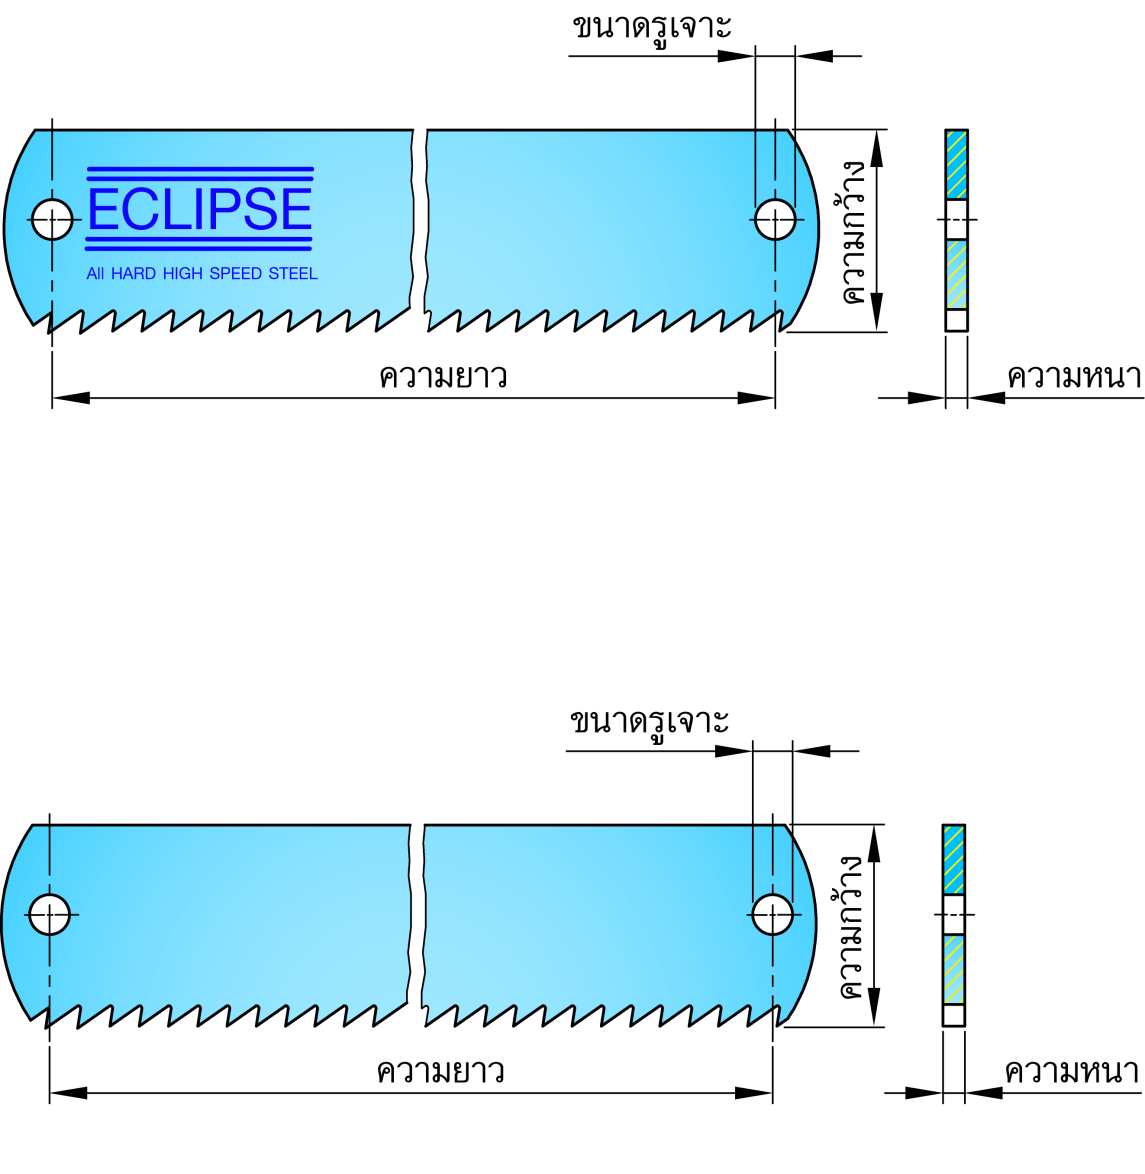 ขนาดรูเจาะ
ECLIPSE
All HARD HIGH SPEED STEEL
ความกว้าง
ความยาว
ความหนา
ขนาดรูเจาะ
ความกว้าง
ความยาว
ความหนา